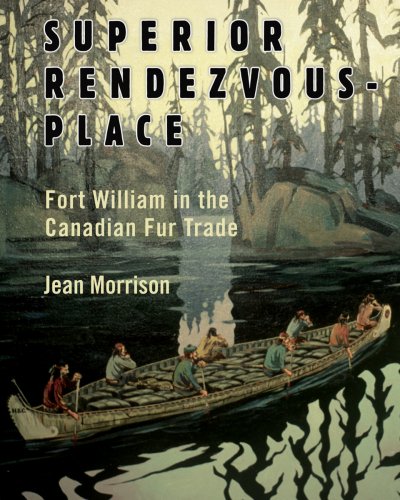 SUPERIOR
RENDEZVOUS-
PLACE
Fort William in the
Canadian Fur Trade
Jean Morrison
H.B.C.